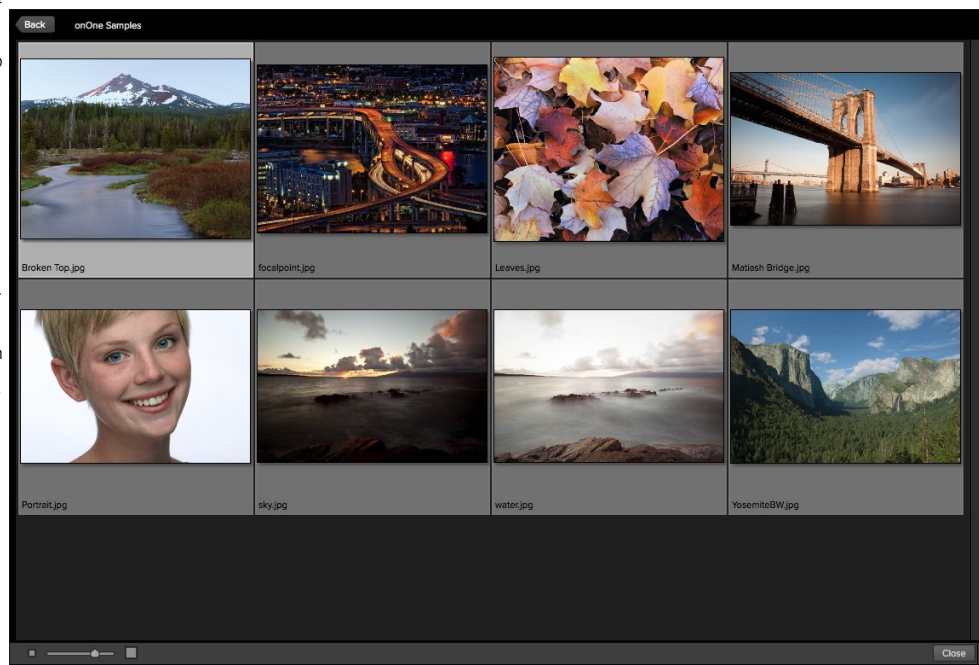 Back
onOne Samples
Broken Top.jpg
focalpoint.jpg
Leaves.jpg
Matiash Bridge.jpg
Portrait.jpg
sky.jpg
water.jpg
YosemiteBW.jpg
Close